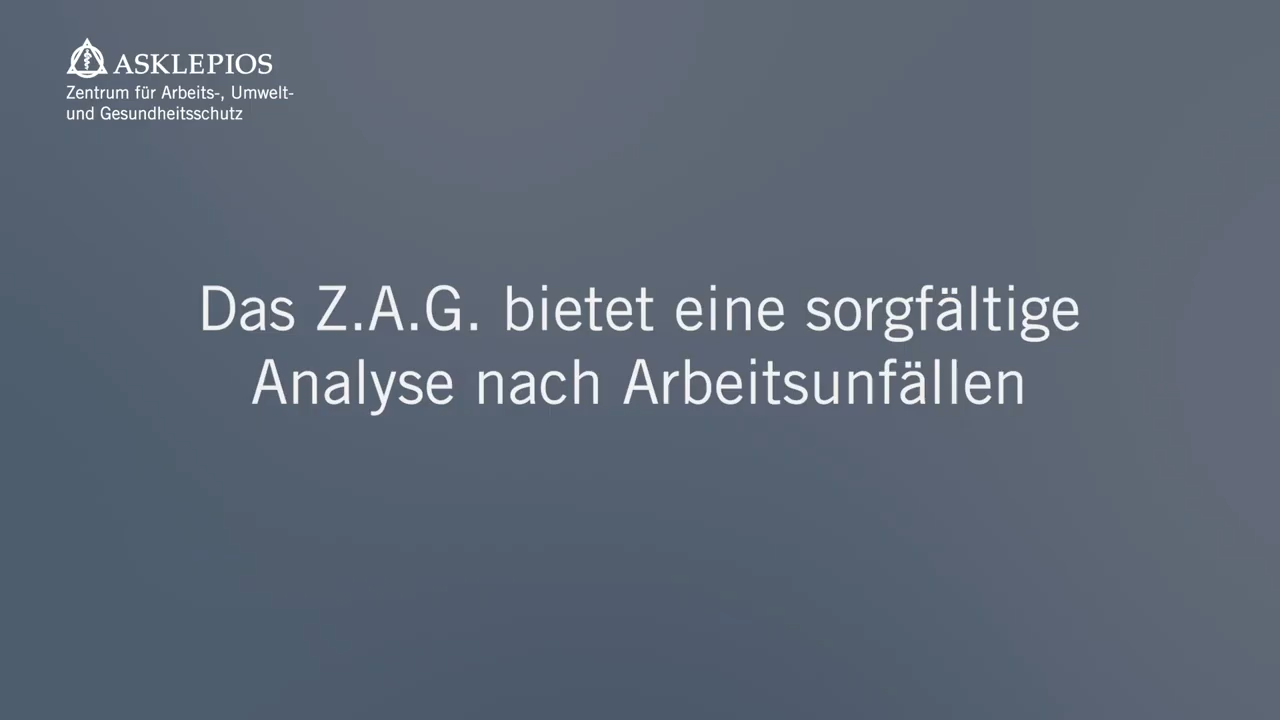 ASKLEPIOS
Zentrum für Arbeits-, Umwelt-
und Gesundheitsschutz
Das Z.A.G. bietet eine sorgfältige
Analyse nach Arbeitsunfällen